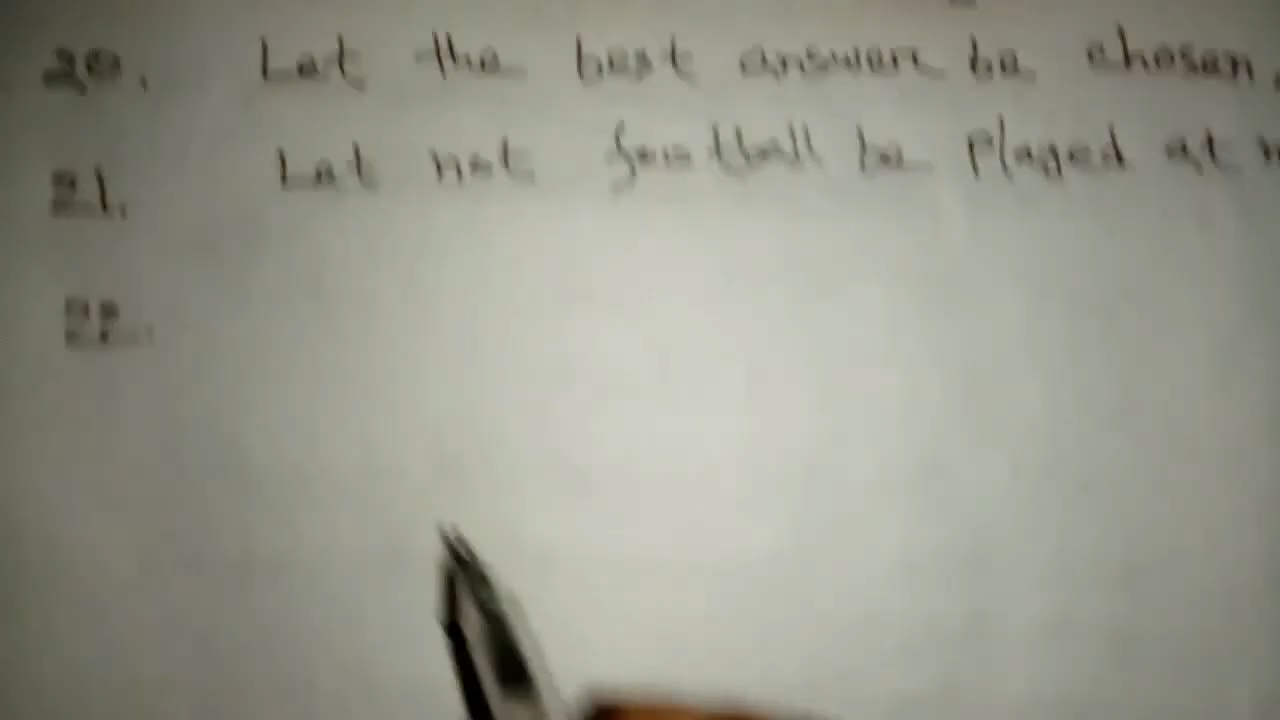 20. Let the best answer be chosen
21. Let not football be played at
22.